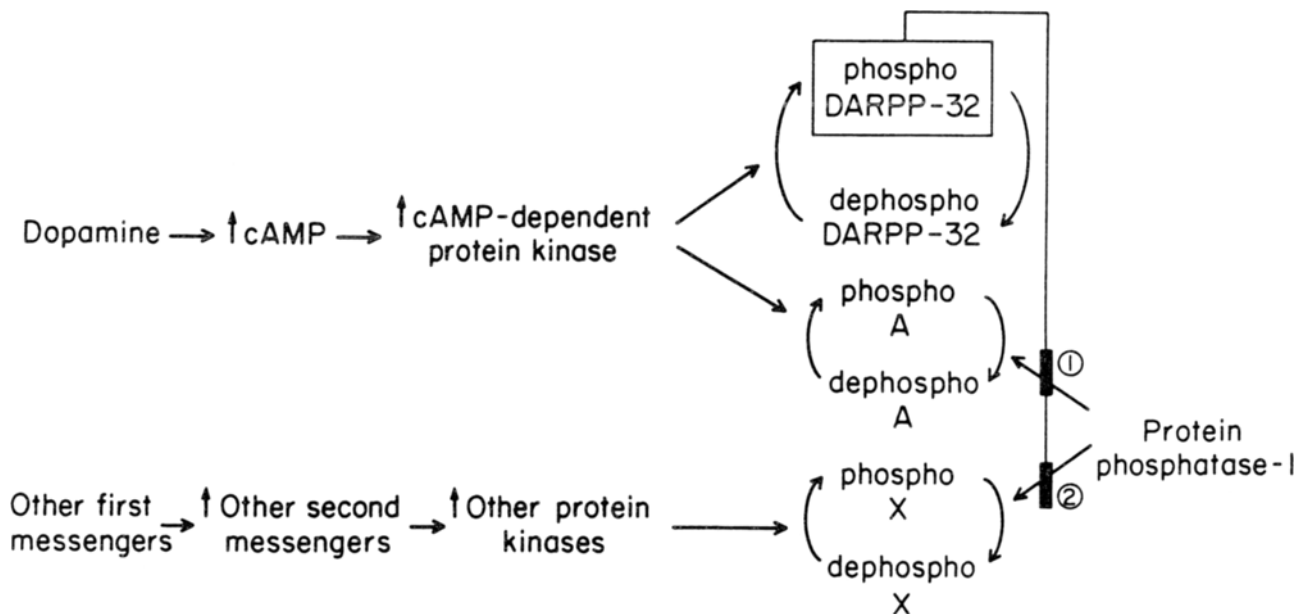 phospho
DARPP-32
dephospho
DARPP-32
Dopamine → ↑cAMP → ↑cAMP-dependent
protein kinase
phospho
A
dephospho
A
①
Protein
phosphatase-1
phospho
X
②
Other first → ↑ Other second → ↑ Other protein
messengers messengers kinases
dephospho
X